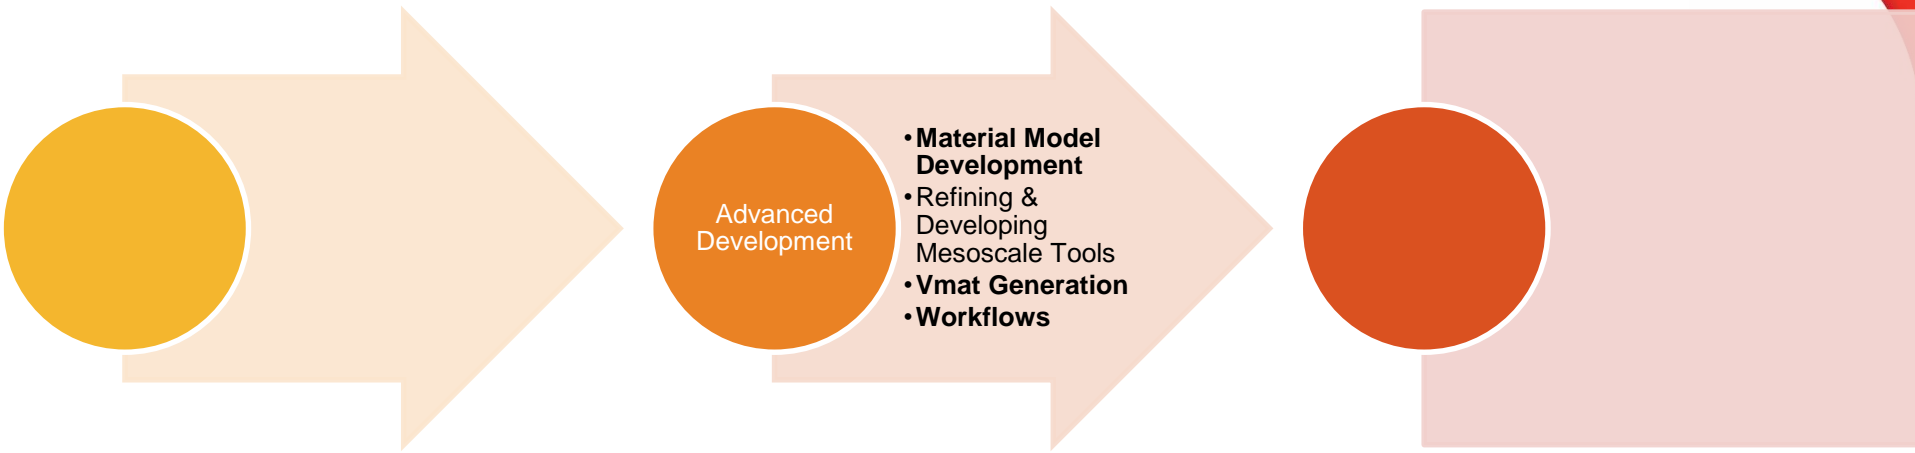 Advanced
Development
•Material Model
Development
•Refining &
Developing
Mesoscale Tools
•Vmat Generation
•Workflows